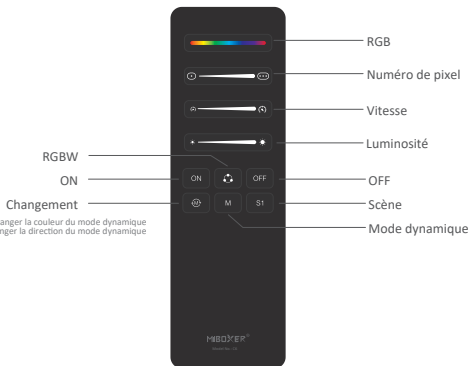 RGB
Numéro de pixel
Vitesse
Luminosité
RGBW
ON
OFF
Changement
Scène
anger la couleur du mode dynamique
nger la direction du mode dynamique
Mode dynamique
ON
OFF
M
M
S1
MiBOXER®